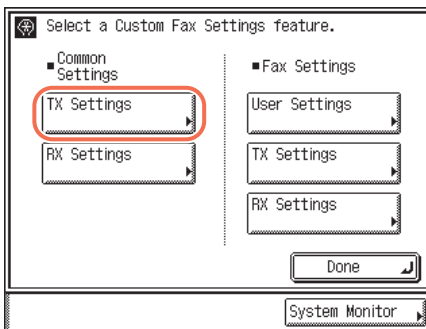 Select a Custom Fax Settings feature.
■Common
Settings
TX Settings
RX Settings
■Fax Settings
User Settings
TX Settings
RX Settings
Done
System Monitor